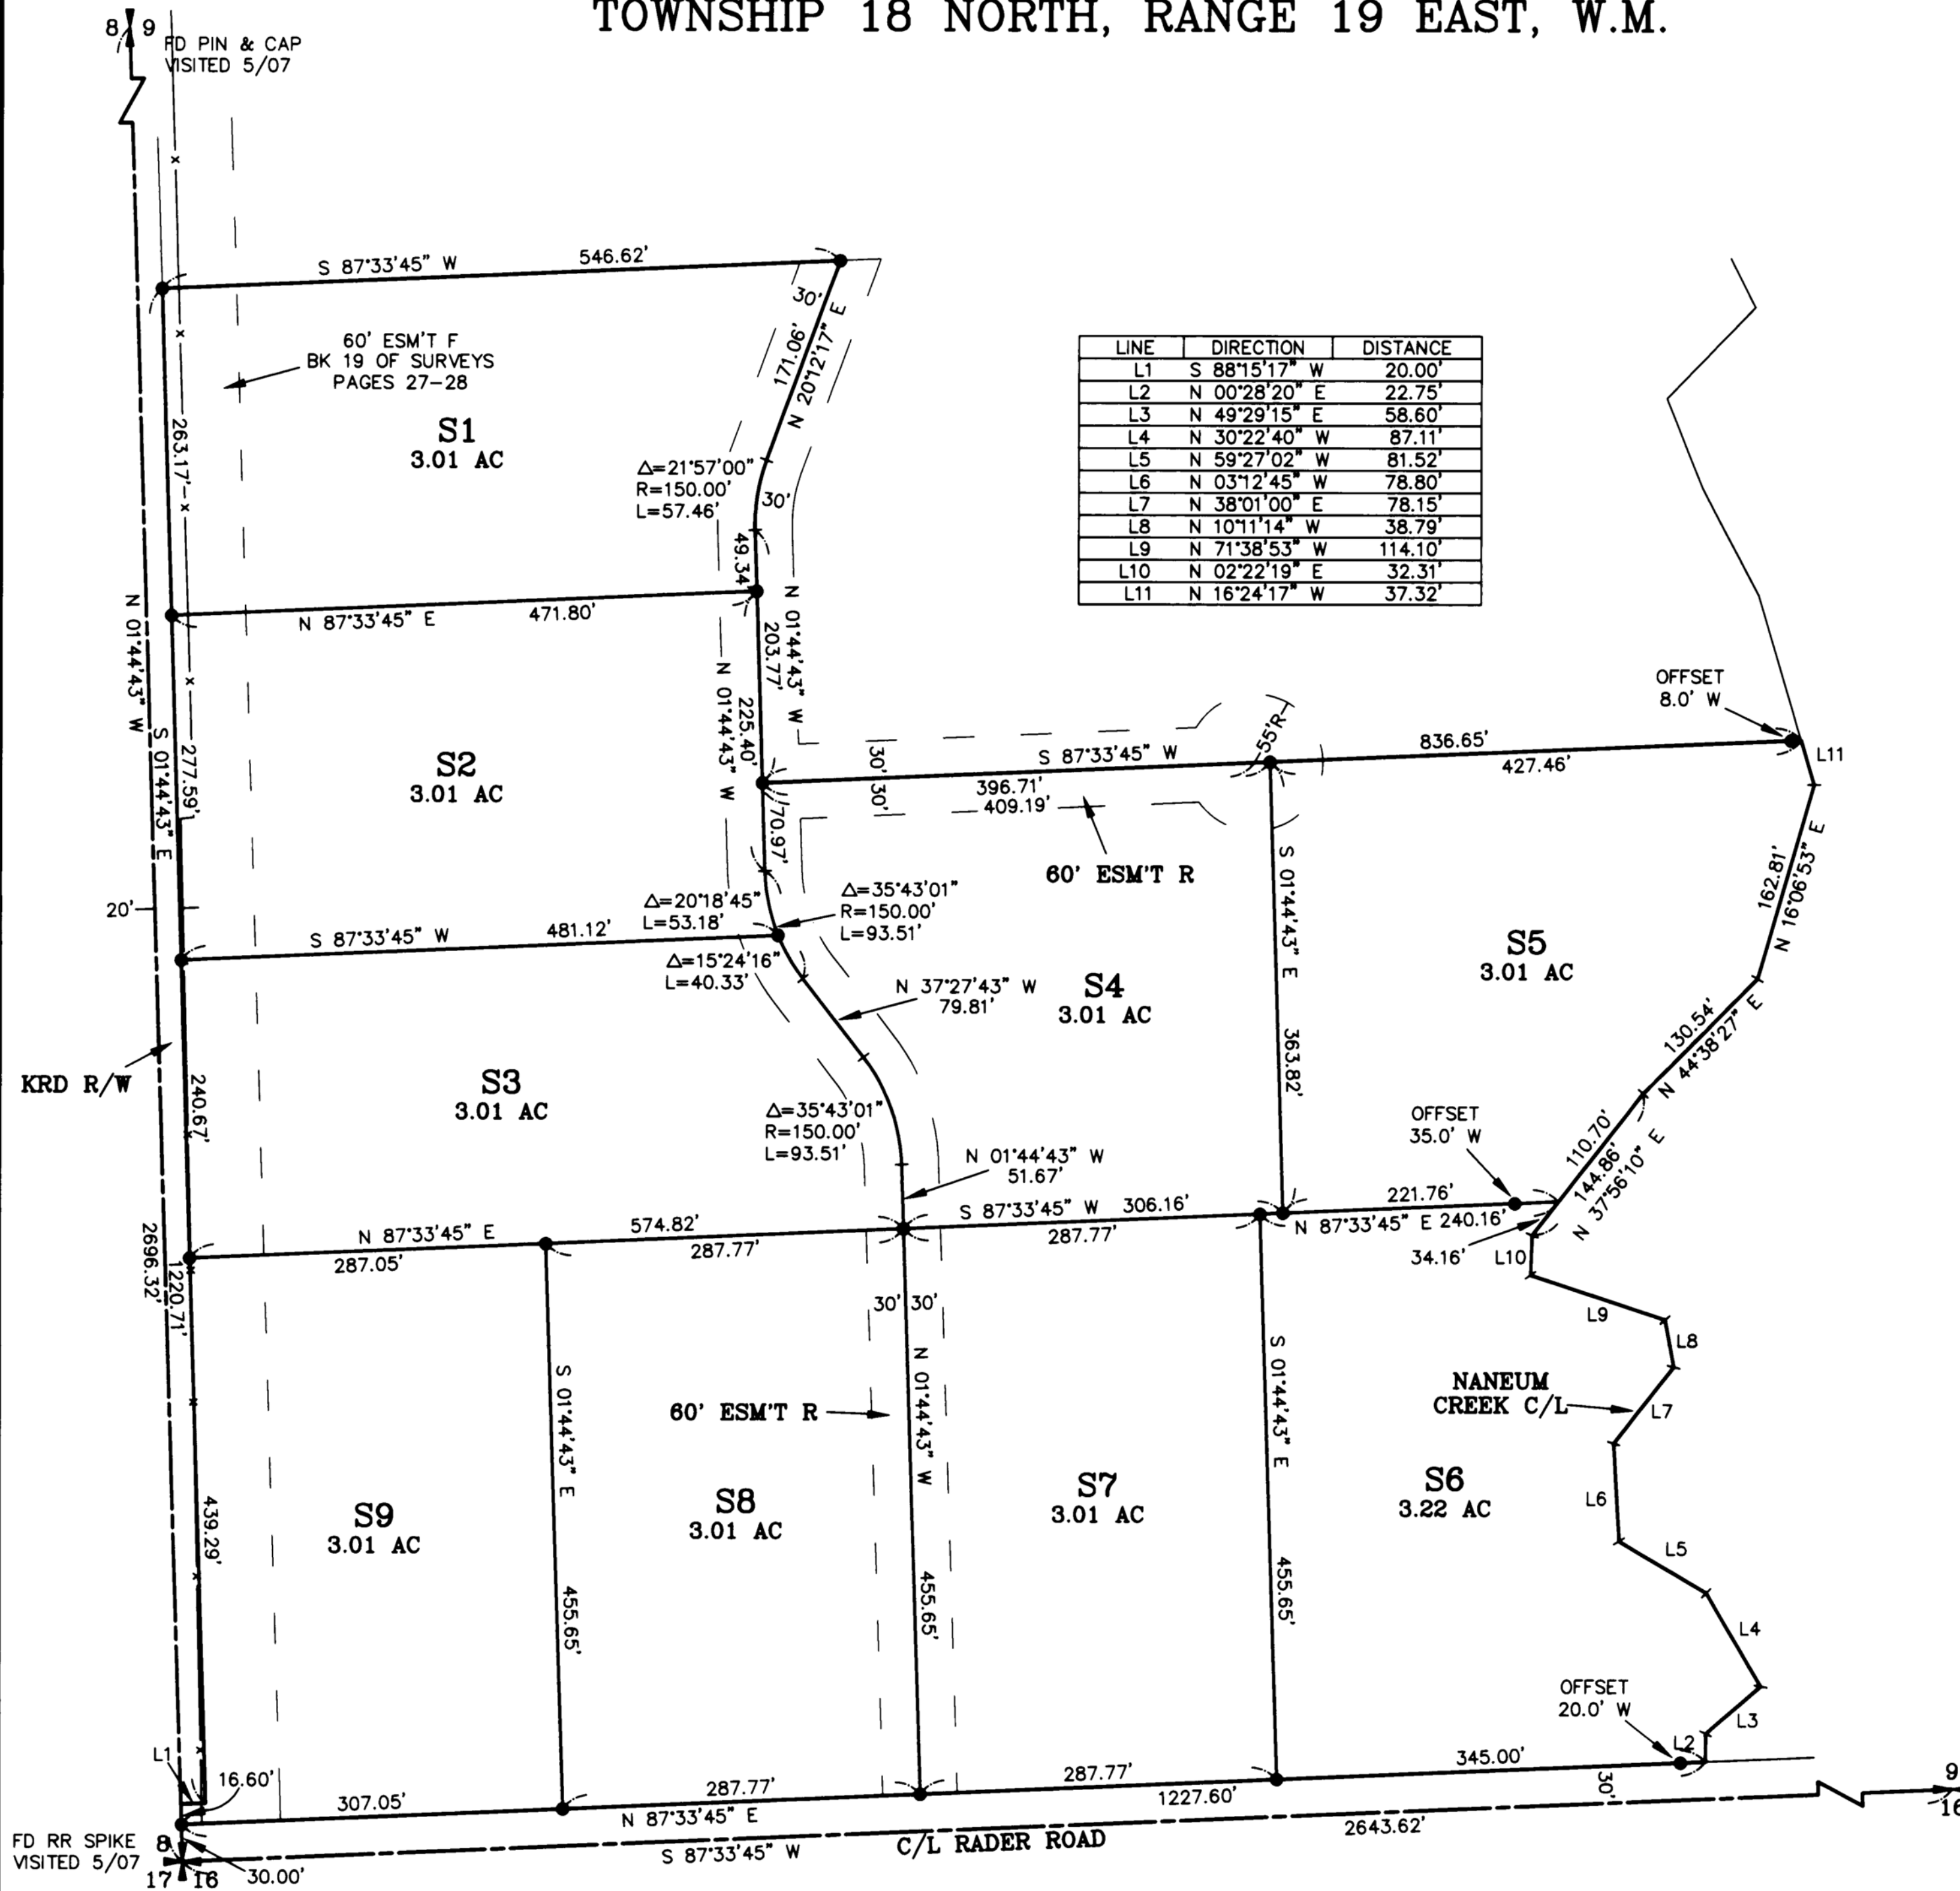 TOWNSHIP 18 NORTH, RANGE 19 EAST, W.M.
8 9
FD PIN & CAP
VISITED 5/07
S 87°33'45" W 546.62'
30'
171.06'
N 20°12'17" E
60' ESM'T F
BK 19 OF SURVEYS
PAGES 27-28
S1
3.01 AC
263.17'
Δ=21°57'00"
R=150.00'
L=57.46'
30'
49.34'
LINE DIRECTION DISTANCE
L1 S 88°15'17" W 20.00'
L2 N 00°28'20" E 22.75'
L3 N 49°29'15" E 58.60'
L4 N 30°22'40" W 87.11'
L5 N 59°27'02" W 81.52'
L6 N 03°12'45" W 78.80'
L7 N 38°01'00" E 78.15'
L8 N 10°11'14" W 38.79'
L9 N 71°38'53" W 114.10'
L10 N 02°22'19" E 32.31'
L11 N 16°24'17" W 37.32'
N 01°44'43" W
N 87°33'45" E 471.80'
N 01°44'43" W
203.77'
N 01°44'43" W
225.40'
S 01°44'43" E
277.59'
S2
3.01 AC
OFFSET
8.0' W
55'R
S 87°33'45" W
836.65'
L11
427.46'
30'
30'
396.71'
409.19'
60' ESM'T R
70.97'
20'
Δ=20°18'45"
L=53.18'
Δ=35°43'01"
R=150.00'
L=93.51'
S 87°33'45" W 481.12'
Δ=15°24'16"
L=40.33'
N 37°27'43" W
79.81'
S4
3.01 AC
S 01°44'43" E
363.82'
S5
3.01 AC
162.81'
N 16°06'53" E
130.54'
N 44°38'27" E
KRD R/W
240.67'
S3
3.01 AC
Δ=35°43'01"
R=150.00'
L=93.51'
N 01°44'43" W
51.67'
OFFSET
35.0' W
110.70'
144.86'
N 37°56'10" E
2696.32'
1220.71'
N 87°33'45" E
574.82'
287.05'
287.77'
S 87°33'45" W 306.16'
287.77'
221.76'
N 87°33'45" E 240.16'
34.16'
L10
30' 30'
L9
L8
S 01°44'43" E
N 01°44'43" W
S 01°44'43" E
60' ESM'T R
NANEUM
CREEK C/L
L7
439.29'
S9
3.01 AC
S8
3.01 AC
S7
3.01 AC
S6
3.22 AC
L6
L5
455.65'
455.65'
455.65'
L4
OFFSET
20.0' W
L3
L2
L1
16.60'
307.05'
287.77'
287.77'
345.00'
30'
N 87°33'45" E
1227.60'
9
16
FD RR SPIKE
VISITED 5/07
8
17 16
30.00'
S 87°33'45" W
C/L RADER ROAD
2643.62'